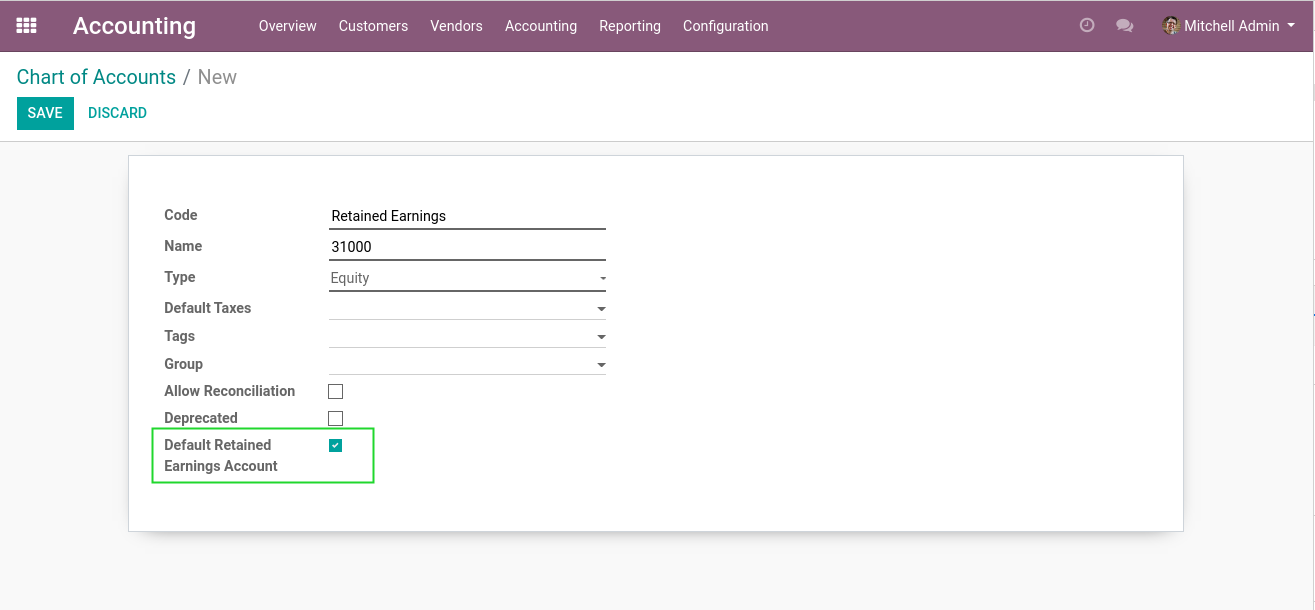 Accounting Overview Customers Vendors Accounting Reporting Configuration Mitchell Admin
Chart of Accounts / New
SAVE DISCARD
Code Retained Earnings
Name 31000
Type Equity
Default Taxes
Tags
Group
Allow Reconciliation
Deprecated
Default Retained
Earnings Account